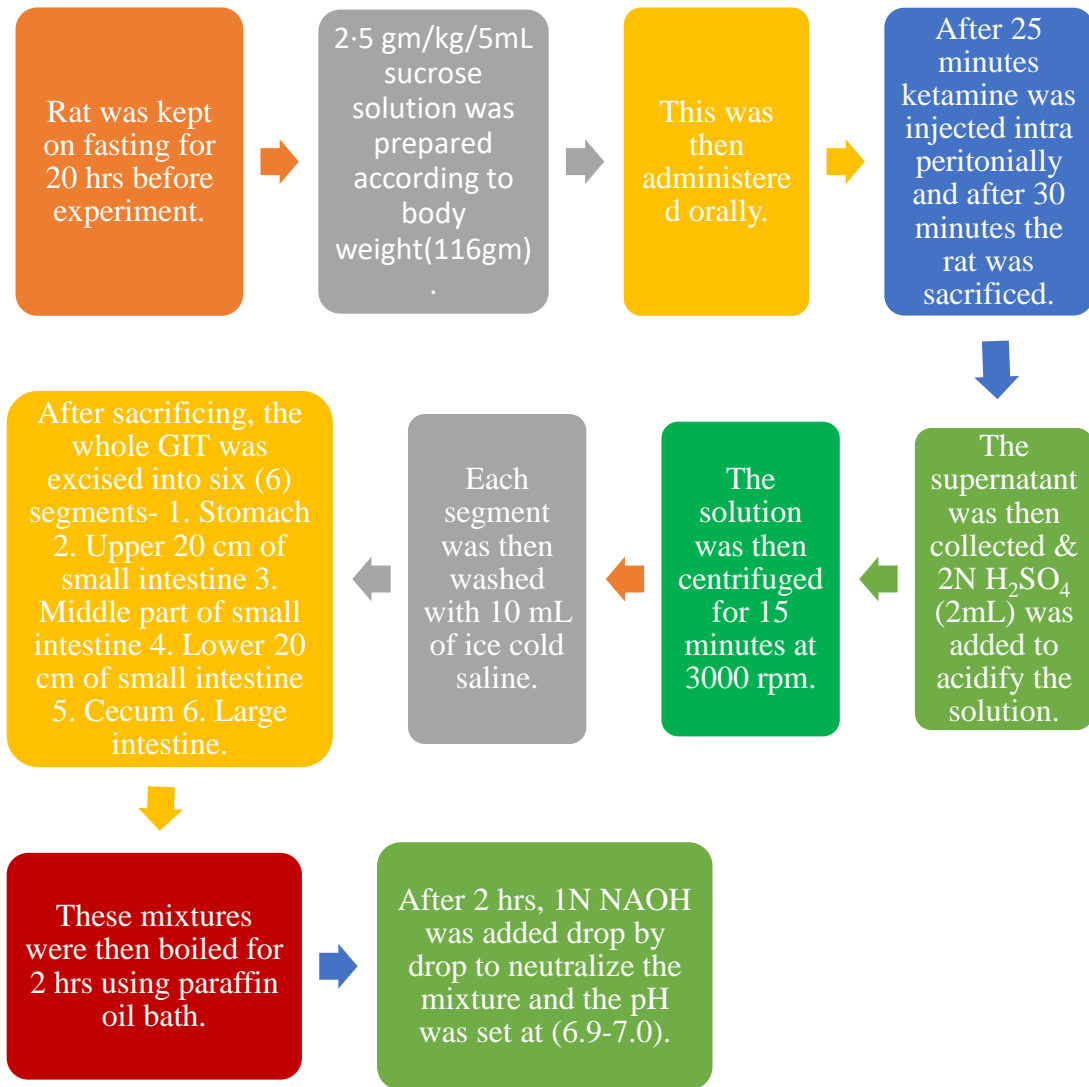 Rat was kept
on fasting for
20 hrs before
experiment.
2·5 gm/kg/5mL
sucrose
solution was
prepared
according to
body
weight(116gm)
.
This was
then
administere
d orally.
After 25
minutes
ketamine was
injected intra
peritonially
and after 30
minutes the
rat was
sacrificed.
The
supernatant
was then
collected &
2N H₂SO₄
(2mL) was
added to
acidify the
solution.
The
solution
was then
centrifuged
for 15
minutes at
3000 rpm.
Each
segment
was then
washed
with 10 mL
of ice cold
saline.
After sacrificing, the
whole GIT was
excised into six (6)
segments- 1. Stomach
2. Upper 20 cm of
small intestine 3.
Middle part of small
intestine 4. Lower 20
cm of small intestine
5. Cecum 6. Large
intestine.
These mixtures
were then boiled for
2 hrs using paraffin
oil bath.
After 2 hrs, 1N NAOH
was added drop by
drop to neutralize the
mixture and the pH
was set at (6.9-7.0).